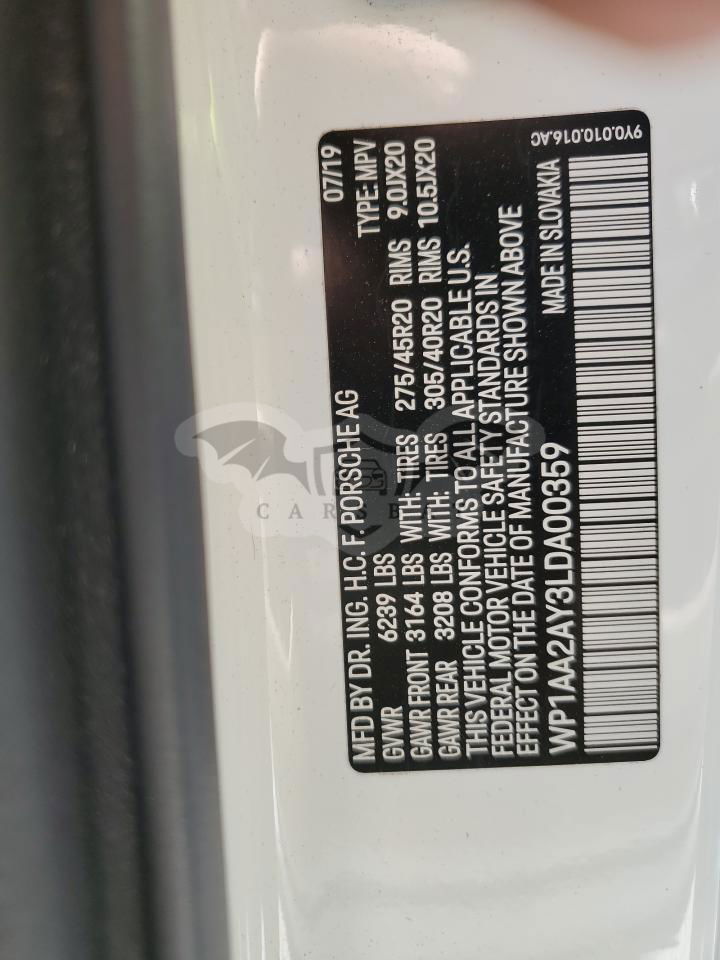 MFD BY DR. ING. H.C. F. PORSCHE AG 07/19
GVWR 6239 LBS TYPE: MPV
GAWR FRONT 3164 LBS WITH: TIRES 275/45R20 RIMS 9.0JX20
GAWR REAR 3208 LBS WITH: TIRES 305/40R20 RIMS 10.5JX20
THIS VEHICLE CONFORMS TO ALL APPLICABLE U.S.
FEDERAL MOTOR VEHICLE SAFETY STANDARDS IN
EFFECT ON THE DATE OF MANUFACTURE SHOWN ABOVE
WP1AA2AY3LDA00359 MADE IN SLOVAKIA
9Y0.010.016.AC